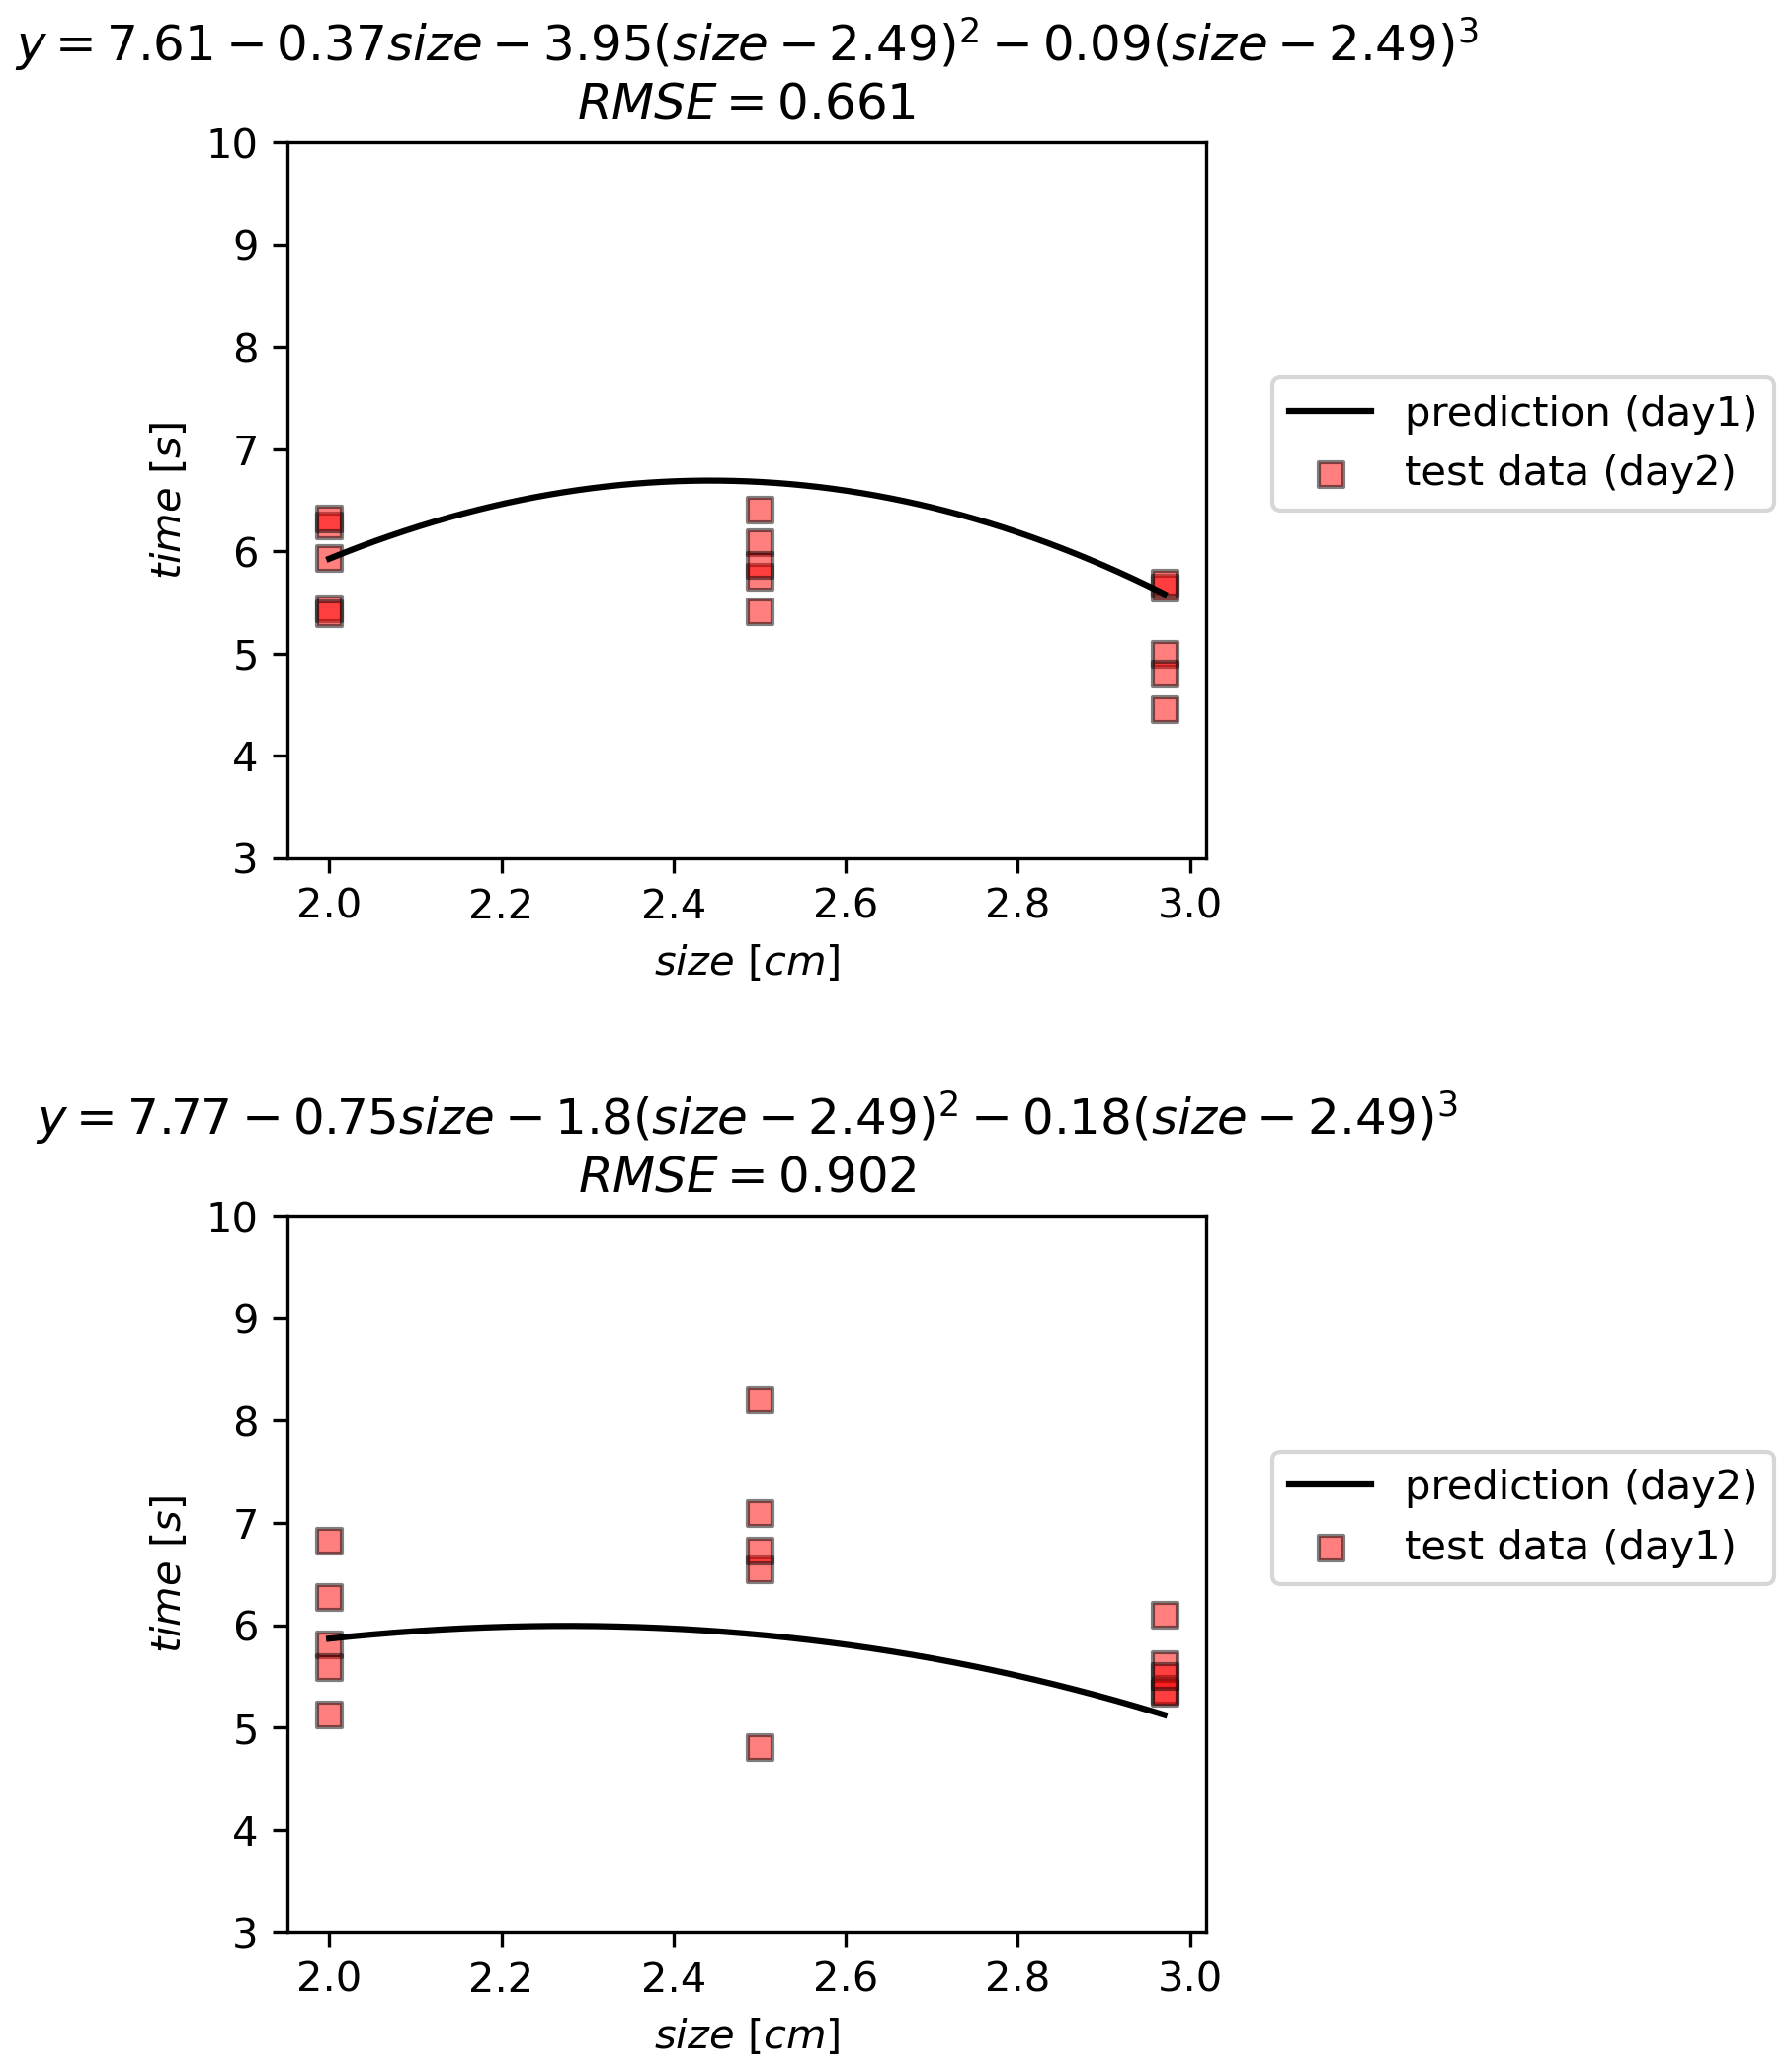 y = 7.61 − 0.37size − 3.95(size − 2.49)² − 0.09(size − 2.49)³
RMSE = 0.661
10
9
8
7
6
5
4
3
time [s]
2.0 2.2 2.4 2.6 2.8 3.0
size [cm]
prediction (day1)
test data (day2)
y = 7.77 − 0.75size − 1.8(size − 2.49)² − 0.18(size − 2.49)³
RMSE = 0.902
10
9
8
7
6
5
4
3
time [s]
2.0 2.2 2.4 2.6 2.8 3.0
size [cm]
prediction (day2)
test data (day1)